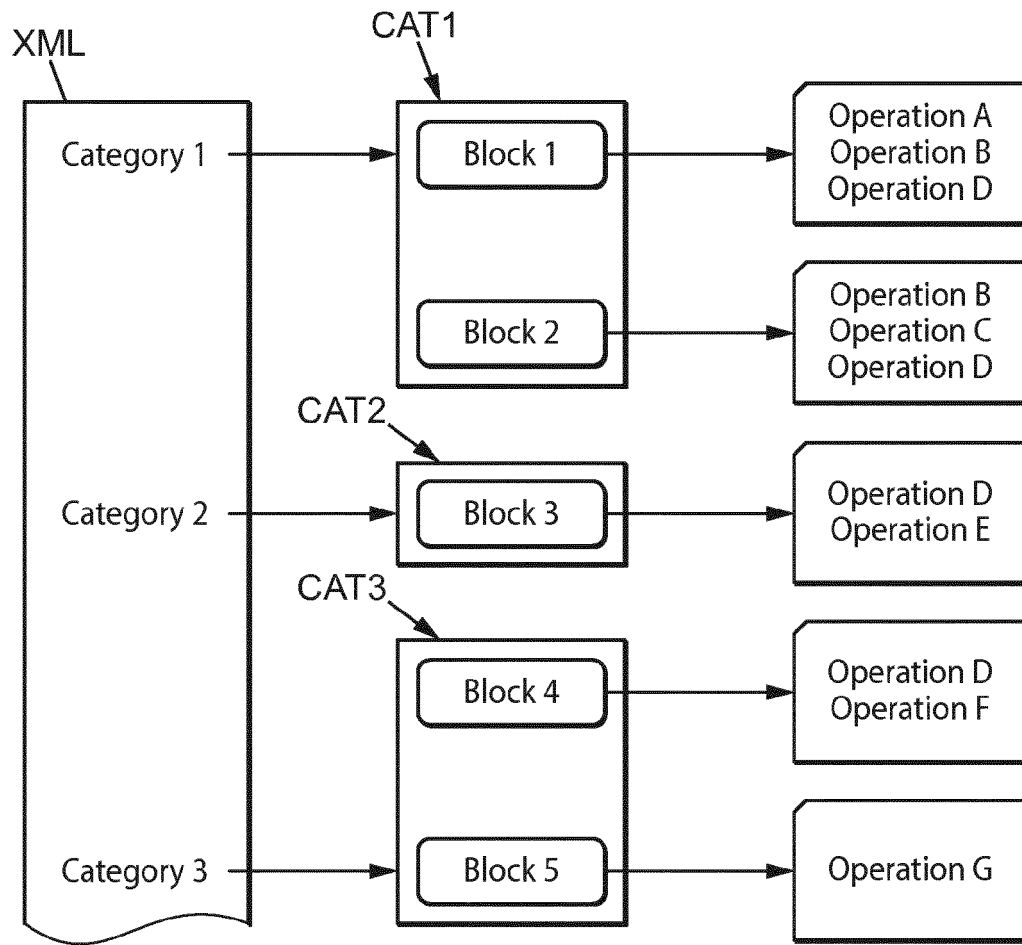 XML
CAT1
Category 1
Block 1
Operation A
Operation B
Operation D
Block 2
Operation B
Operation C
Operation D
CAT2
Category 2
Block 3
Operation D
Operation E
CAT3
Block 4
Operation D
Operation F
Category 3
Block 5
Operation G